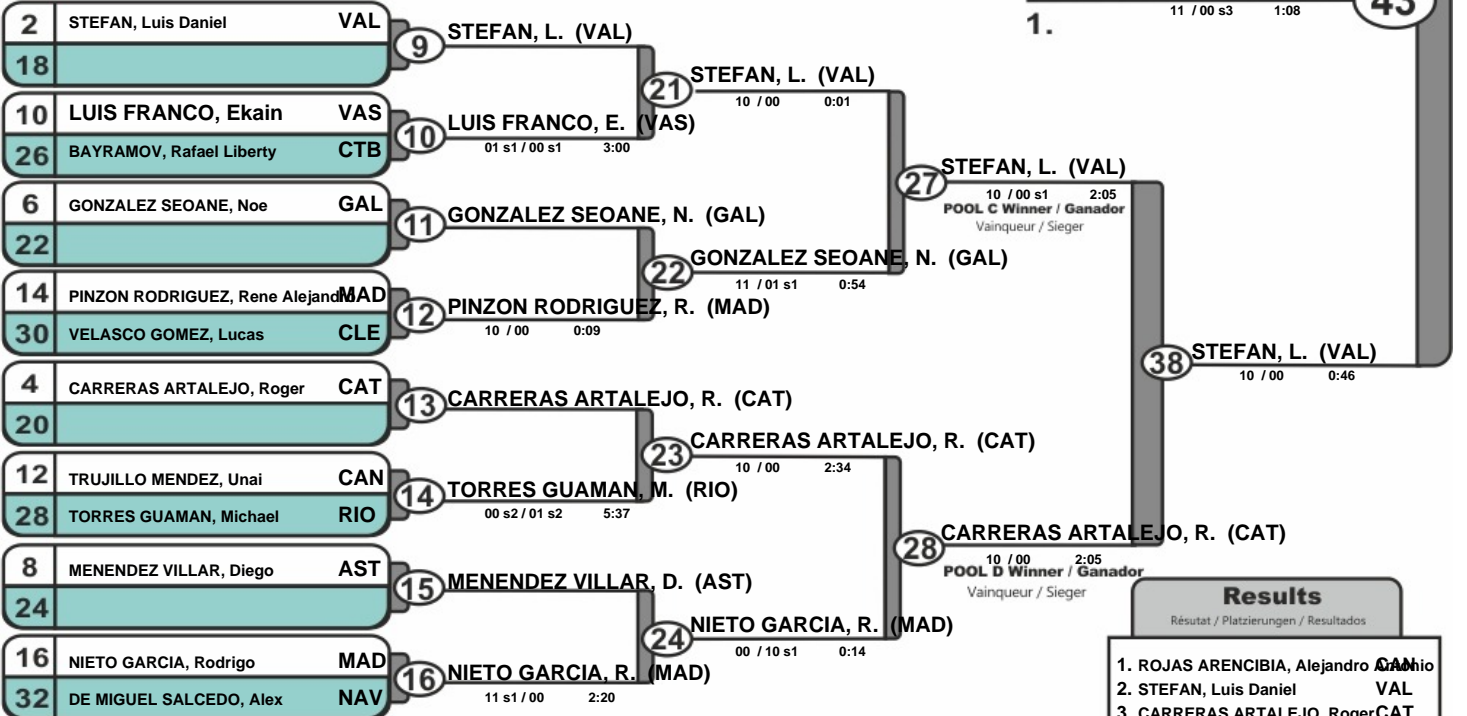 11 / 00 s3 1:08
43
1.
2 STEFAN, Luis Daniel VAL
18
9 STEFAN, L. (VAL)
10 LUIS FRANCO, Ekain VAS
26 BAYRAMOV, Rafael Liberty CTB
10 LUIS FRANCO, E. (VAS)
01 s1 / 00 s1 3:00
21 STEFAN, L. (VAL)
10 / 00 0:01
6 GONZALEZ SEOANE, Noe GAL
22
11 GONZALEZ SEOANE, N. (GAL)
14 PINZON RODRIGUEZ, Rene Alejandro MAD
30 VELASCO GOMEZ, Lucas CLE
12 PINZON RODRIGUEZ, R. (MAD)
10 / 00 0:09
22 GONZALEZ SEOANE, N. (GAL)
11 / 01 s1 0:54
27 STEFAN, L. (VAL)
10 / 00 s1 2:05
POOL C Winner / Ganador
Vainqueur / Sieger
4 CARRERAS ARTALEJO, Roger CAT
20
13 CARRERAS ARTALEJO, R. (CAT)
12 TRUJILLO MENDEZ, Unai CAN
28 TORRES GUAMAN, Michael RIO
14 TORRES GUAMAN, M. (RIO)
00 s2 / 01 s2 5:37
23 CARRERAS ARTALEJO, R. (CAT)
10 / 00 2:34
8 MENENDEZ VILLAR, Diego AST
24
15 MENENDEZ VILLAR, D. (AST)
16 NIETO GARCIA, Rodrigo MAD
32 DE MIGUEL SALCEDO, Alex NAV
16 NIETO GARCIA, R. (MAD)
11 s1 / 00 2:20
24 NIETO GARCIA, R. (MAD)
00 / 10 s1 0:14
28 CARRERAS ARTALEJO, R. (CAT)
10 / 00 2:05
POOL D Winner / Ganador
Vainqueur / Sieger
38 STEFAN, L. (VAL)
10 / 00 0:46
Results
Résutat / Platzierungen / Resultados
1. ROJAS ARENCIBIA, Alejandro Antonio CAN
2. STEFAN, Luis Daniel VAL
3. CARRERAS ARTALEJO, Roger CAT